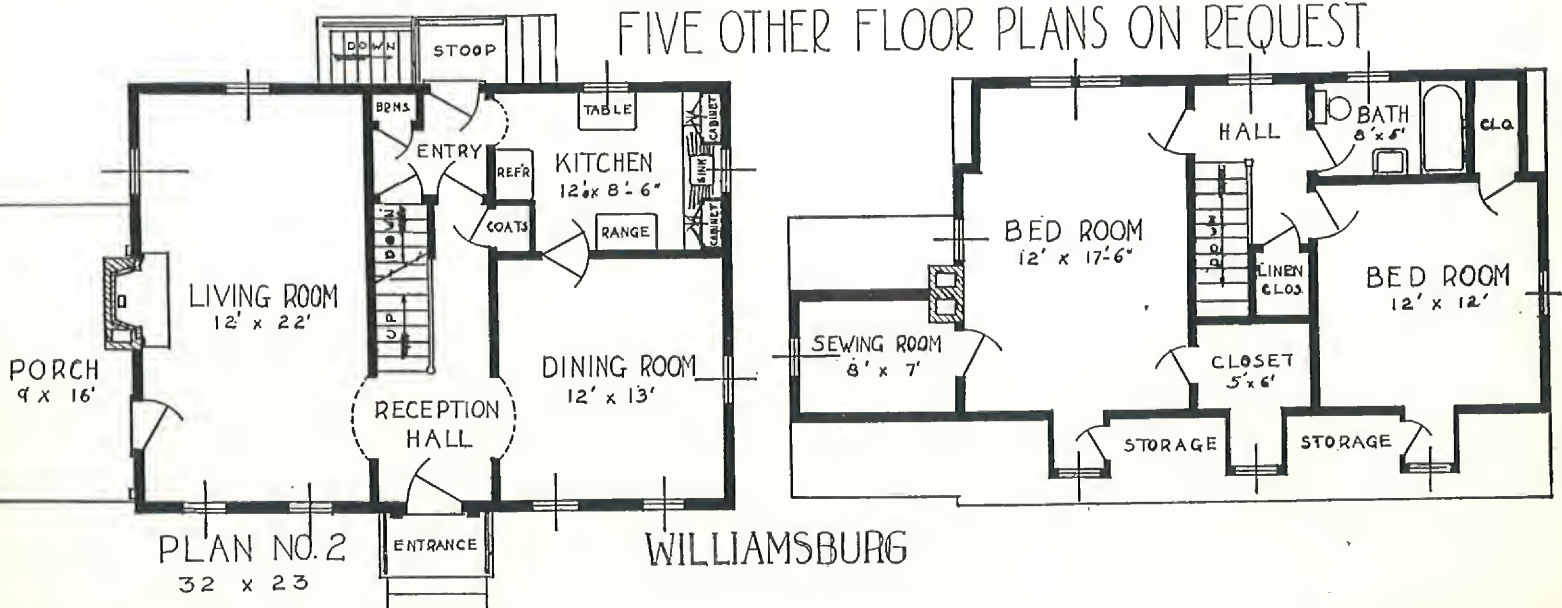 FIVE OTHER FLOOR PLANS ON REQUEST
DOWN
STOOP
BRMS.
TABLE
CABINET
ENTRY
REF'R
KITCHEN
12' x 8'-6"
SINK
COATS
RANGE
CABINET
DOWN
UP
LIVING ROOM
12' x 22'
PORCH
9' x 16'
DINING ROOM
12' x 13'
RECEPTION
HALL
ENTRANCE
PLAN NO. 2
32 x 23
WILLIAMSBURG
HALL
BATH
8' x 5'
CLO.
BED ROOM
12' x 17'-6"
DOWN
LINEN
CLOS.
BED ROOM
12' x 12'
SEWING ROOM
8' x 7'
CLOSET
5' x 6'
STORAGE
STORAGE